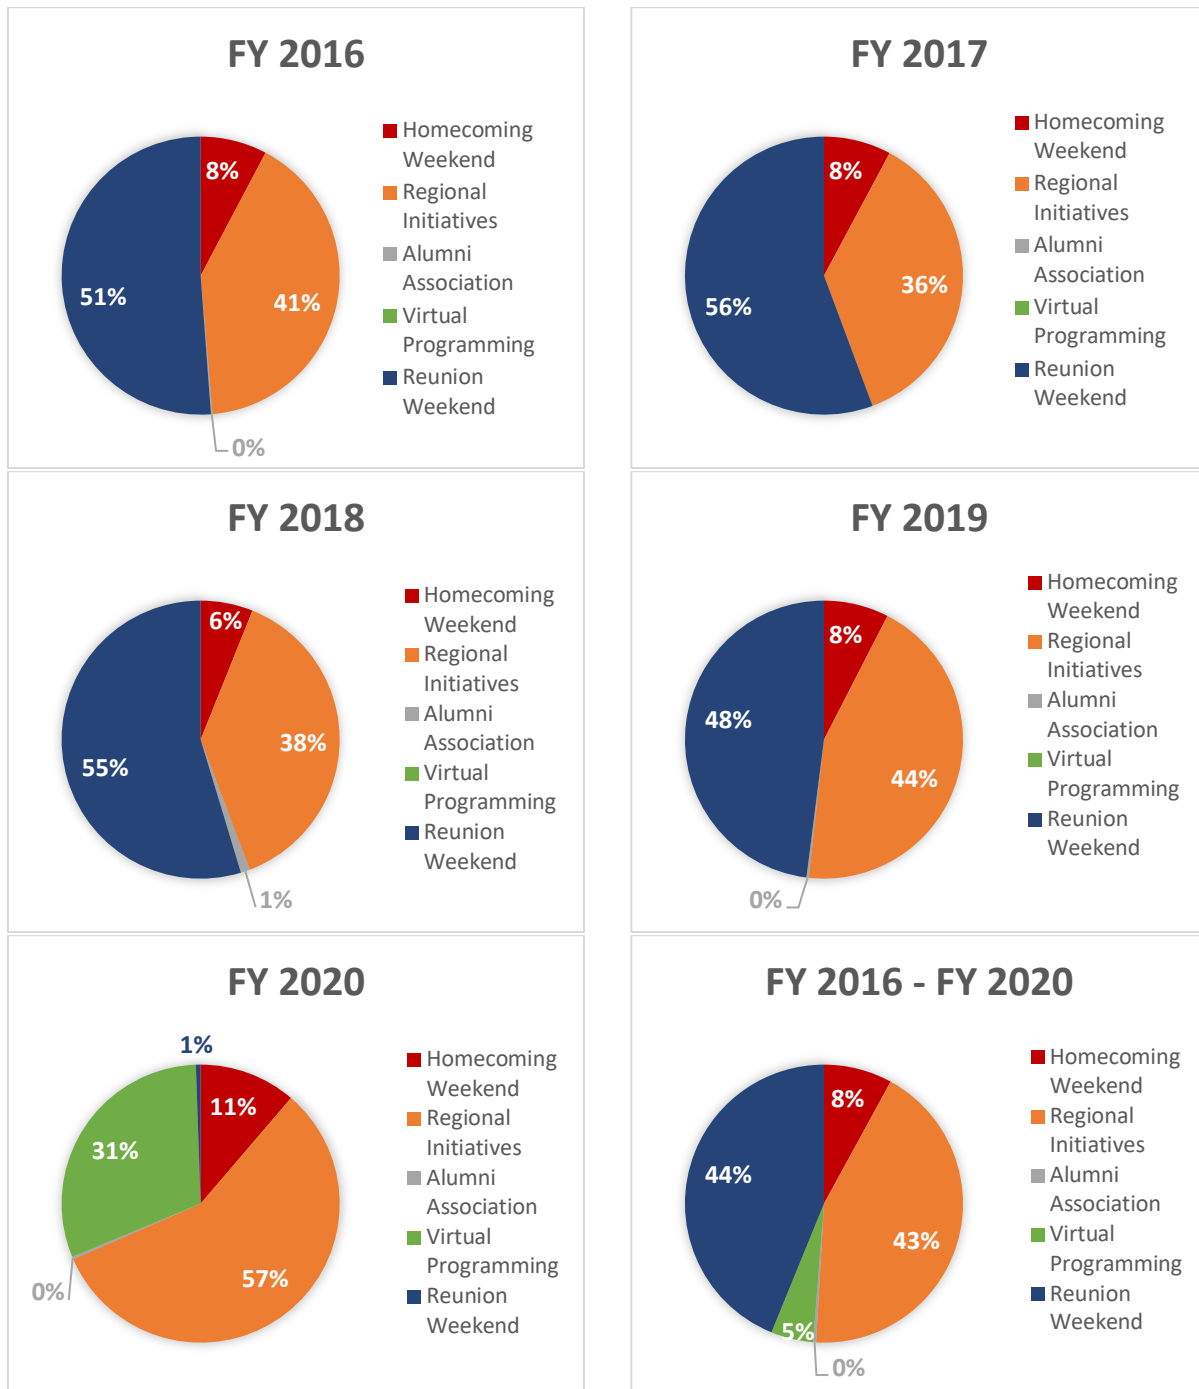 FY 2016
8%
41%
0%
51%
Homecoming
Weekend
Regional
Initiatives
Alumni
Association
Virtual
Programming
Reunion
Weekend
FY 2017
8%
36%
56%
Homecoming
Weekend
Regional
Initiatives
Alumni
Association
Virtual
Programming
Reunion
Weekend
FY 2018
6%
38%
1%
55%
Homecoming
Weekend
Regional
Initiatives
Alumni
Association
Virtual
Programming
Reunion
Weekend
FY 2019
8%
44%
0%
48%
Homecoming
Weekend
Regional
Initiatives
Alumni
Association
Virtual
Programming
Reunion
Weekend
FY 2020
1%
11%
57%
0%
31%
Homecoming
Weekend
Regional
Initiatives
Alumni
Association
Virtual
Programming
Reunion
Weekend
FY 2016 - FY 2020
8%
43%
0%
5%
44%
Homecoming
Weekend
Regional
Initiatives
Alumni
Association
Virtual
Programming
Reunion
Weekend